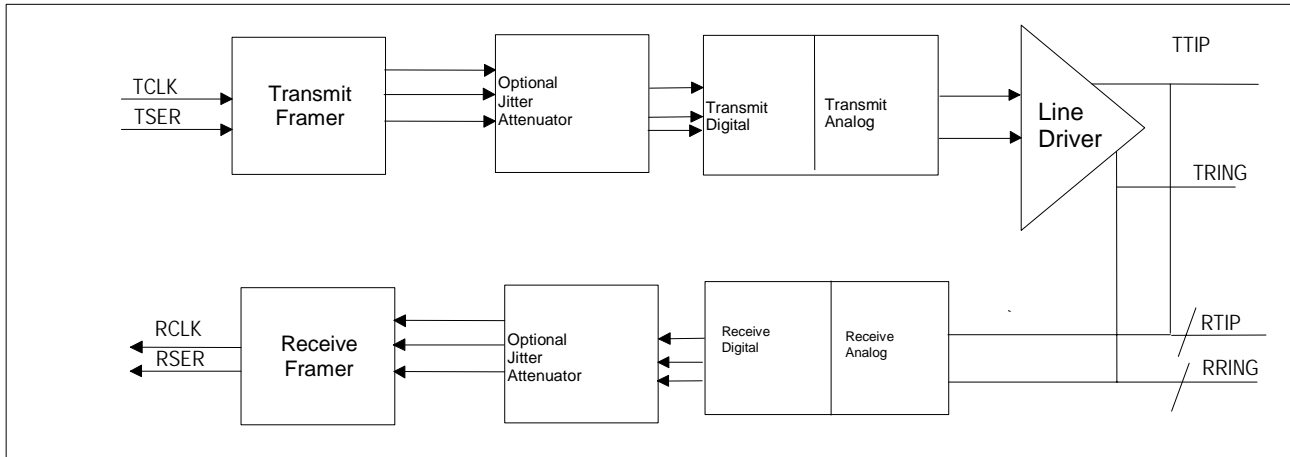 TTIP
TCLK
TSER
Transmit
Framer
Optional
Jitter
Attenuator
Transmit
Digital
Transmit
Analog
Line
Driver
TRING
RCLK
RSER
Receive
Framer
Optional
Jitter
Attenuator
Receive
Digital
Receive
Analog
RTIP
RRING